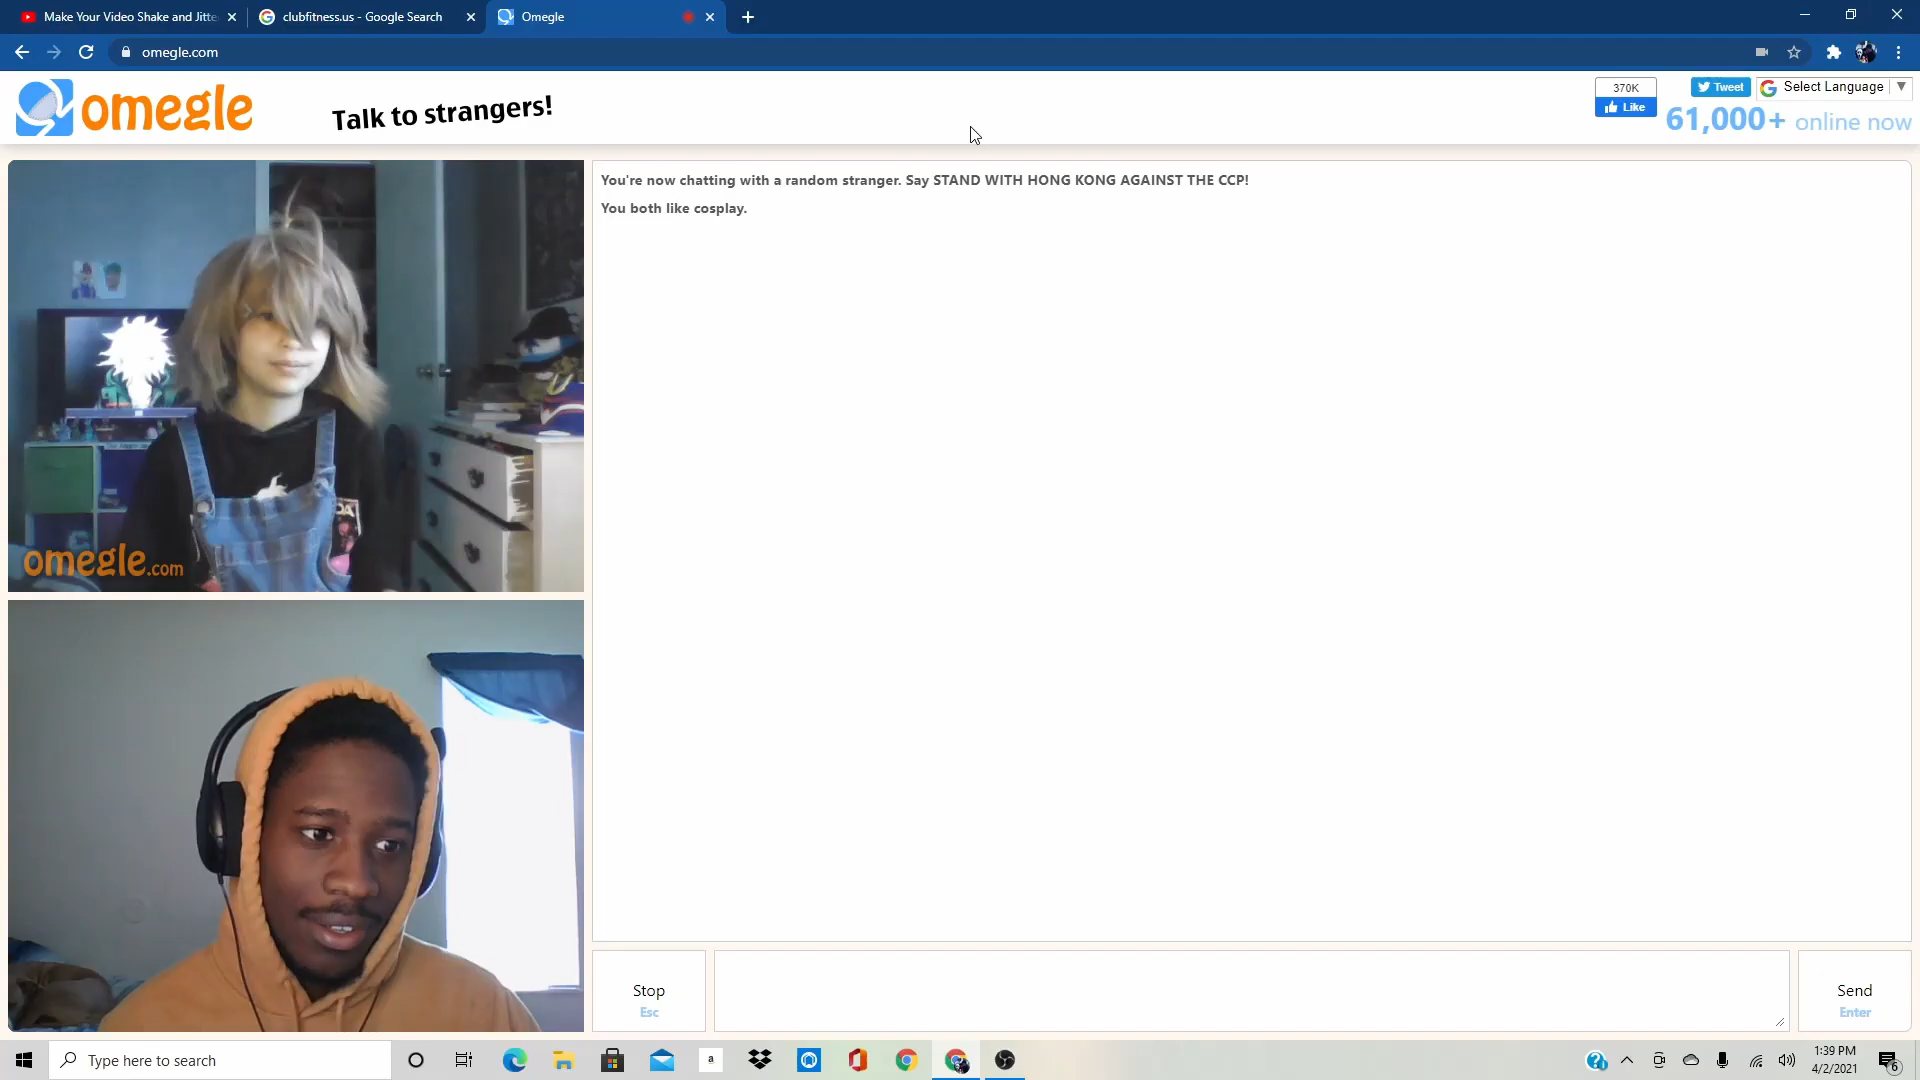 Make Your Video Shake and Jitte
clubfitness.us - Google Search
Omegle
omegle.com
omegle
Talk to strangers!
370K
Like
Tweet
Select Language
61,000+ online now
You're now chatting with a random stranger. Say STAND WITH HONG KONG AGAINST THE CCP!
You both like cosplay.
omegle.com
Stop
Esc
Send
Enter
Type here to search
a
1:39 PM
4/2/2021
6